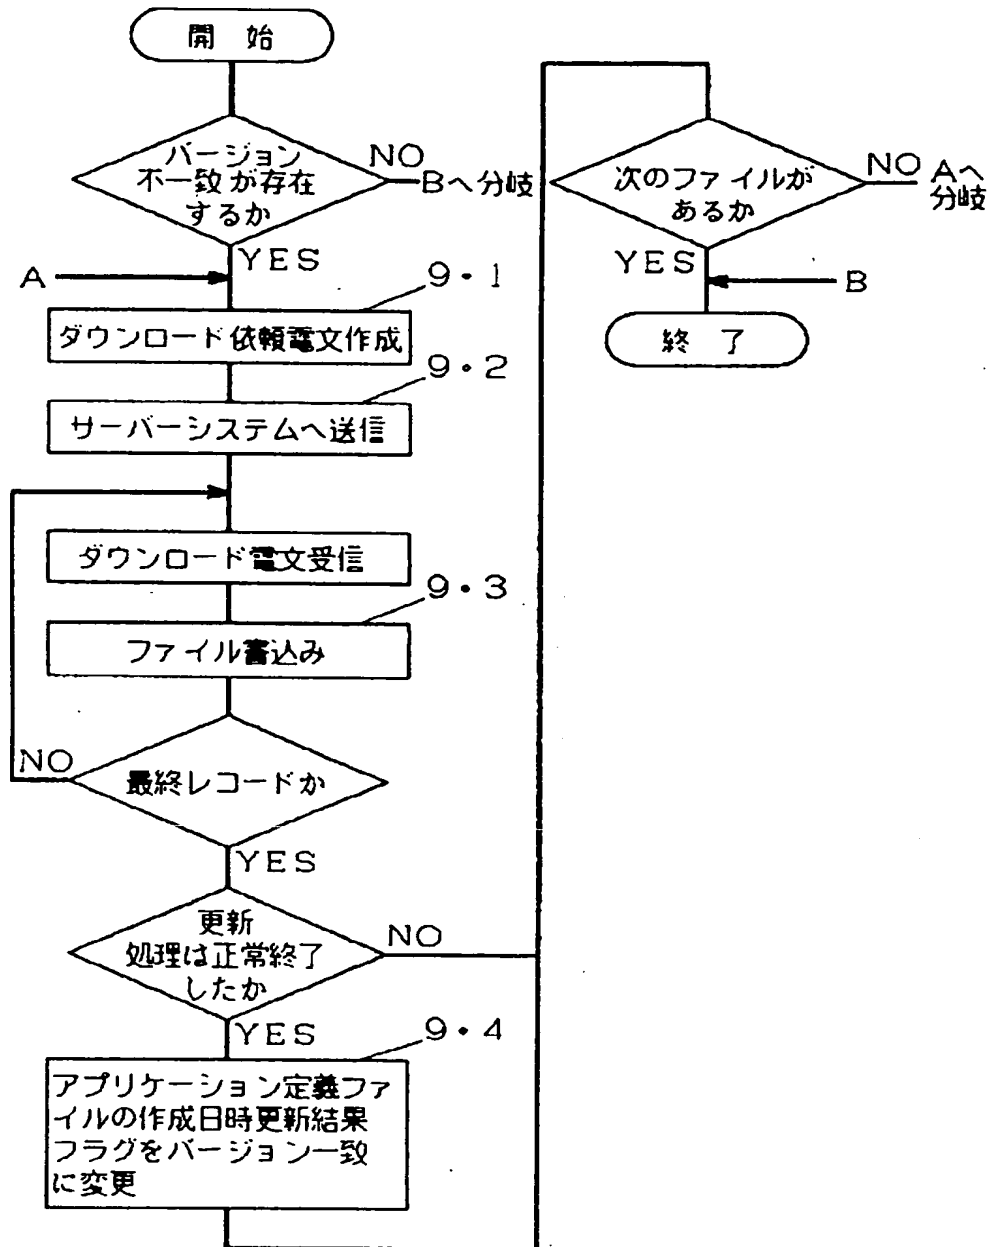 開始
バージョン
不一致が存在
するか
NO
Bへ分岐
YES
A
9・1
ダウンロード依頼電文作成
9・2
サーバーシステムへ送信
ダウンロード電文受信
9・3
ファイル書込み
最終レコードか
NO
YES
更新
処理は正常終了
したか
NO
YES
9・4
アプリケーション定義ファ
イルの作成日時更新結果
フラグをバージョン一致
に変更
次のファイルが
あるか
NO
Aへ
分岐
YES
B
終了